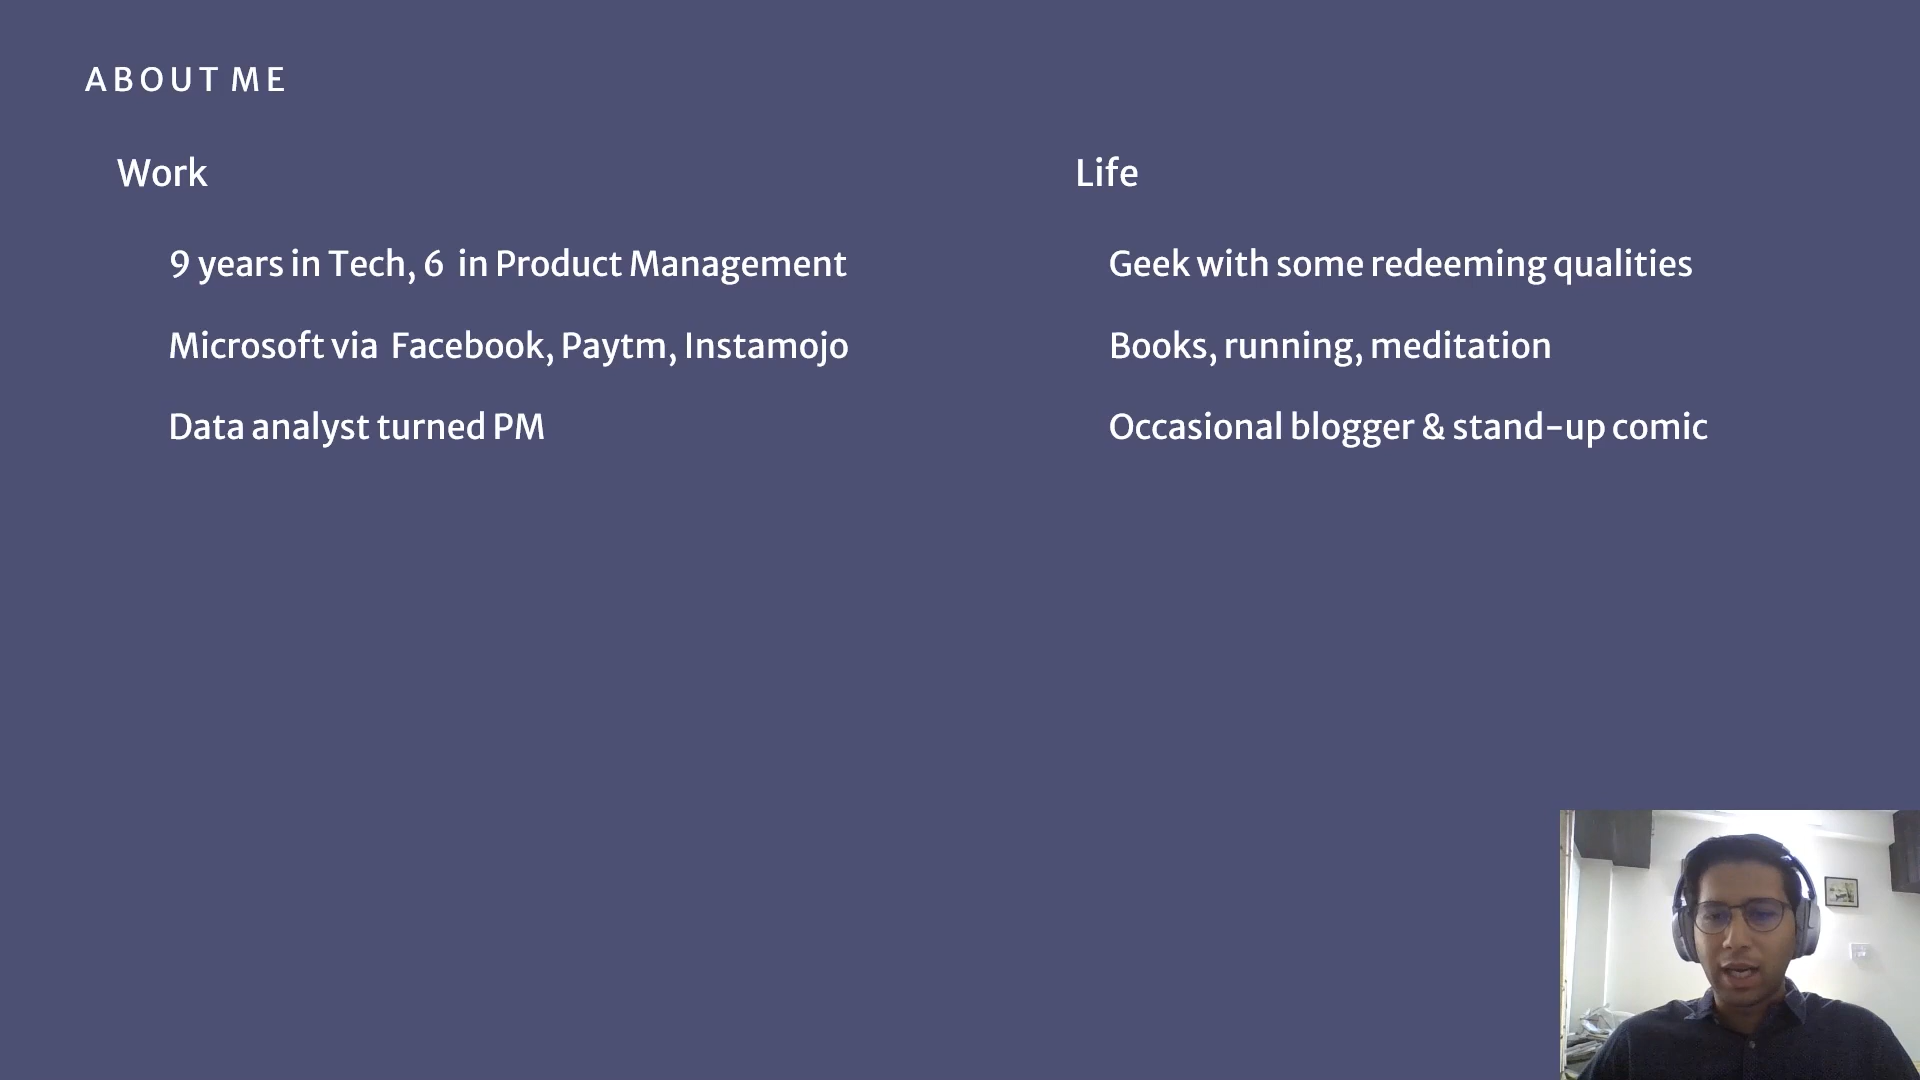 ABOUT ME
Work
9 years in Tech, 6 in Product Management
Microsoft via Facebook, Paytm, Instamojo
Data analyst turned PM
Life
Geek with some redeeming qualities
Books, running, meditation
Occasional blogger & stand-up comic